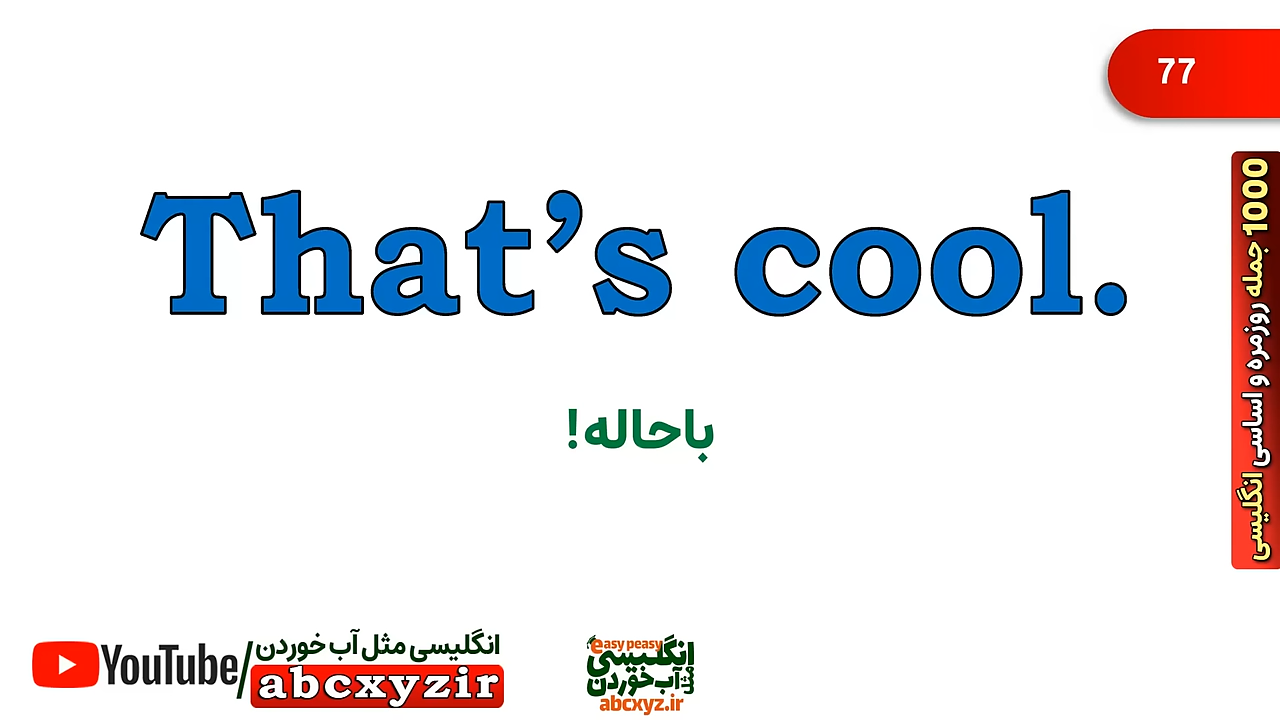 77
That's cool.
باحاله!
1000 جمله روزمره و اساسی انگلیسی
YouTube/
انگلیسی مثل آب خوردن
abcxyzir
easy peasy
انگلیسی
مثل
آب خوردن
abcxyz.ir